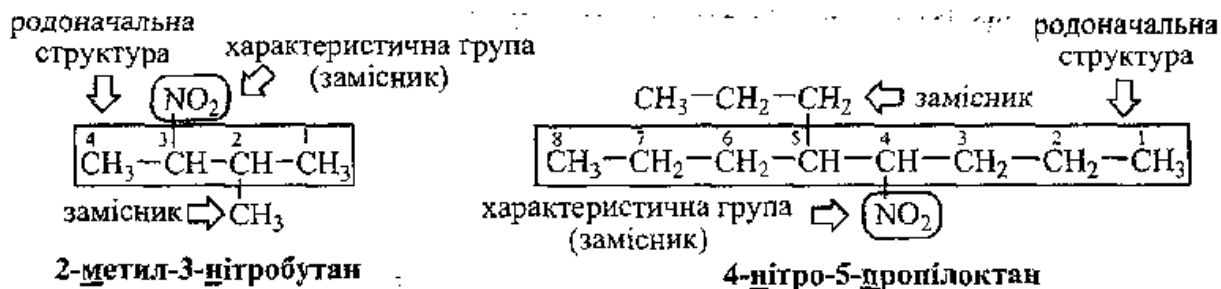 родоначальна структура
характеристична група (замісник)
NO₂
4 3 2 1
CH₃–CH–CH–CH₃
замісник
CH₃
2-метил-3-нітробутан
родоначальна структура
CH₃–CH₂–CH₂
замісник
8 7 6 5 4 3 2 1
CH₃–CH₂–CH₂–CH–CH–CH₂–CH₂–CH₃
характеристична група (замісник)
NO₂
4-нітро-5-пропілоктан